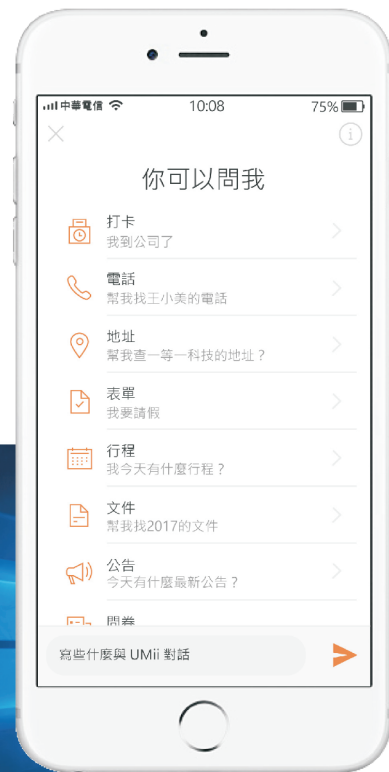 中華電信 10:08 75%
你可以問我
打卡
我到公司了
電話
幫我找王小美的電話
地址
幫我查一等一科技的地址？
表單
我要請假
行程
我今天有什麼行程？
文件
幫我找2017的文件
公告
今天有什麼最新公告？
問卷
寫些什麼與 UMii 對話